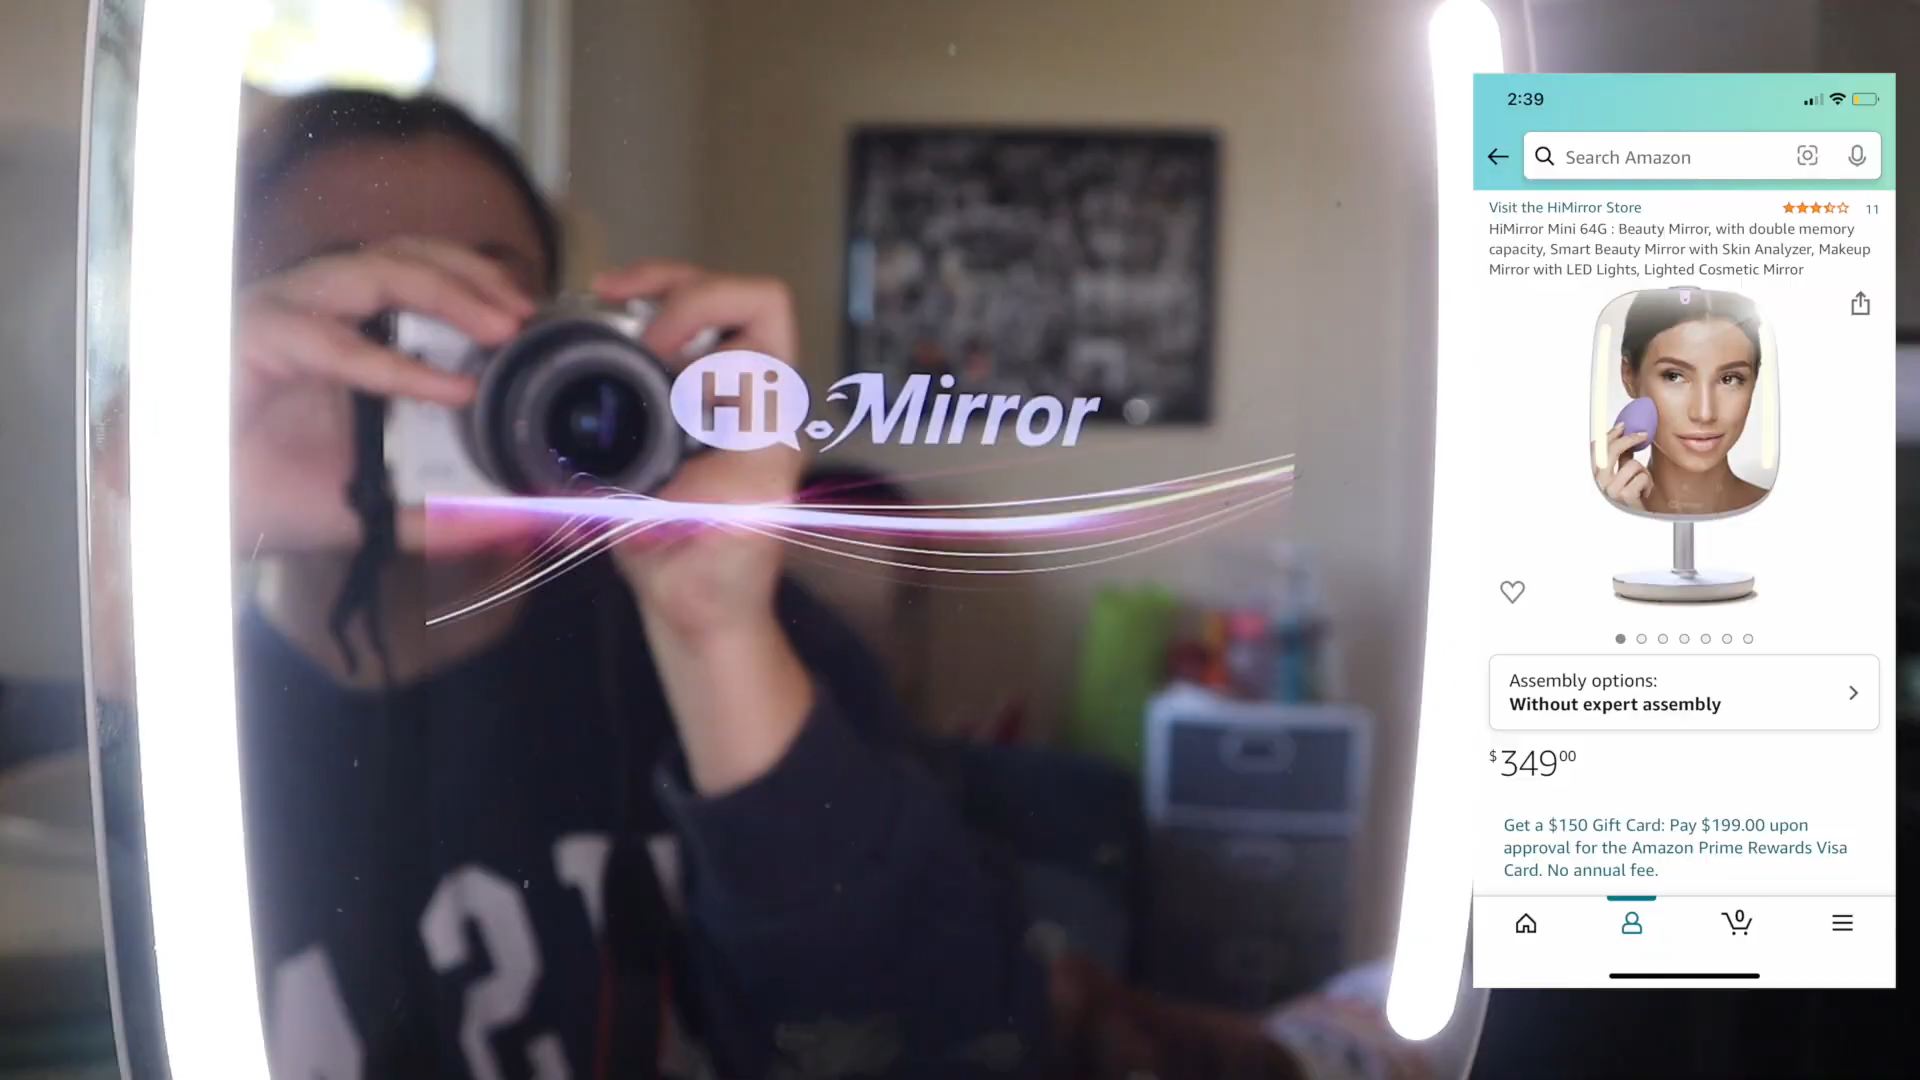 Hi Mirror
2:39
Search Amazon
Visit the HiMirror Store
11
HiMirror Mini 64G : Beauty Mirror, with double memory
capacity, Smart Beauty Mirror with Skin Analyzer, Makeup
Mirror with LED Lights, Lighted Cosmetic Mirror
Assembly options:
Without expert assembly
$34900
Get a $150 Gift Card: Pay $199.00 upon
approval for the Amazon Prime Rewards Visa
Card. No annual fee.
0